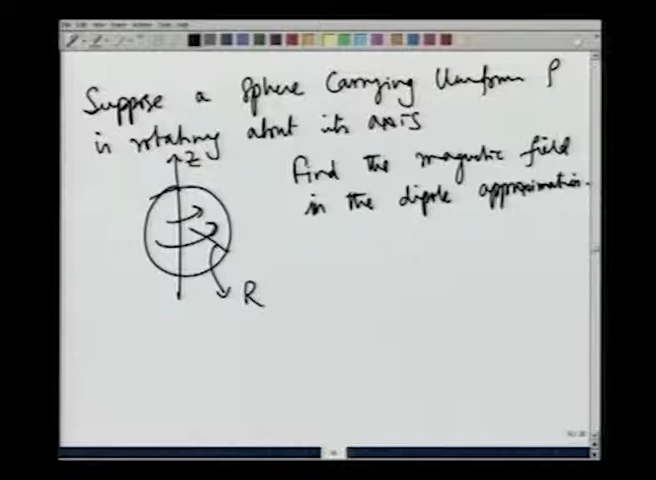 Suppose a Sphere Carrying Uniform ρ
is rotating about its axis
Find the magnetic field
in the dipole approximation.
Z
R